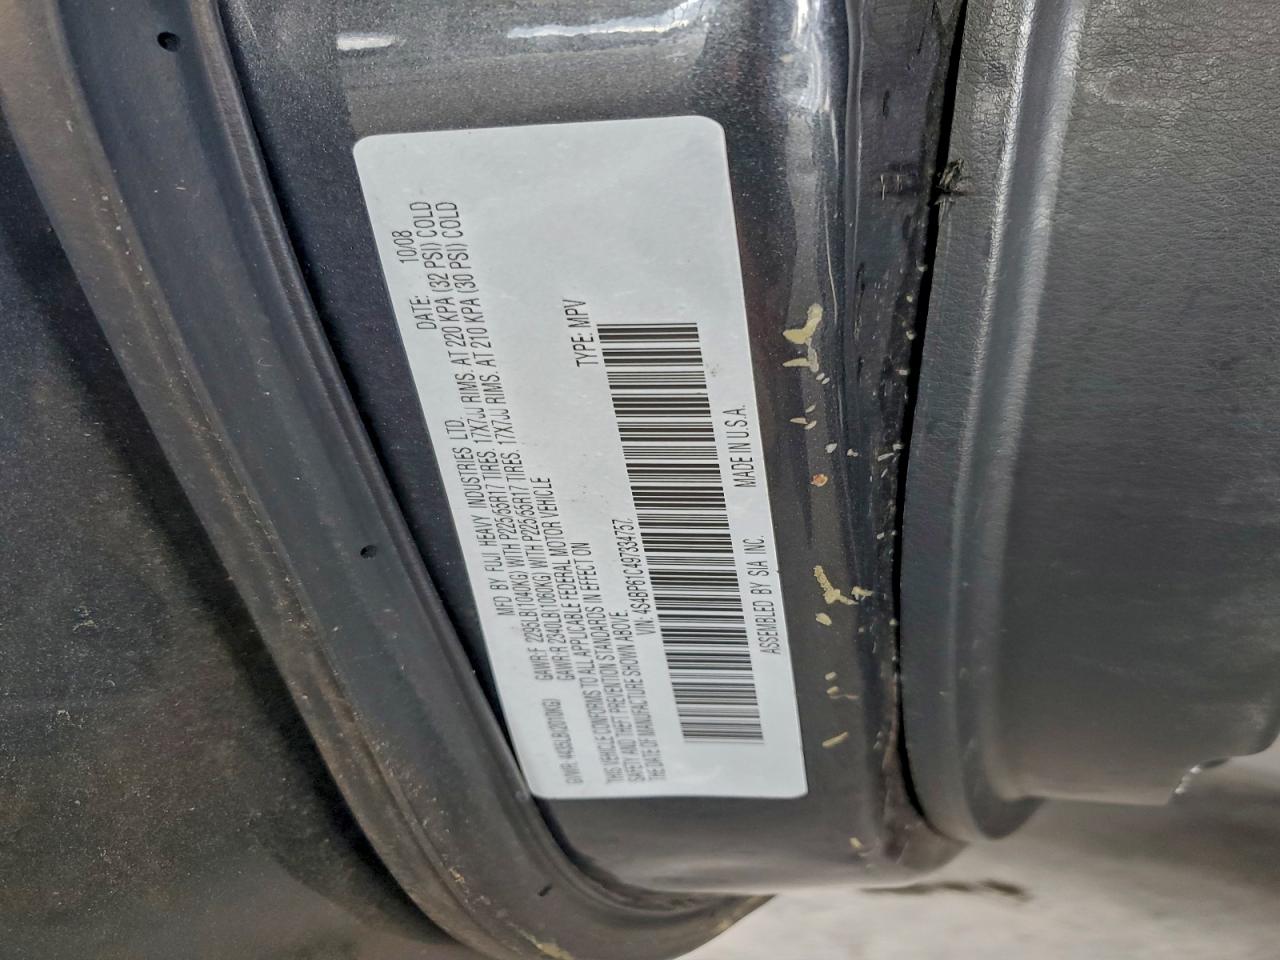 MFD BY FUJI HEAVY INDUSTRIES LTD. DATE: 10/08
GVWR: 4435LB(2010KG) GAWR-F 2295LB(1040KG) WITH P225/55R17 TIRES. 17X7JJ RIMS. AT 220 KPA (32 PSI) COLD
GAWR-R 2340LB(1060KG) WITH P225/55R17 TIRES. 17X7JJ RIMS. AT 210 KPA (30 PSI) COLD
THIS VEHICLE CONFORMS TO ALL APPLICABLE FEDERAL MOTOR VEHICLE
SAFETY AND THEFT PREVENTION STANDARDS IN EFFECT ON
THE DATE OF MANUFACTURE SHOWN ABOVE.
VIN: 4S4BP61C497334757 TYPE: MPV
ASSEMBLED BY SIA INC. MADE IN U.S.A.